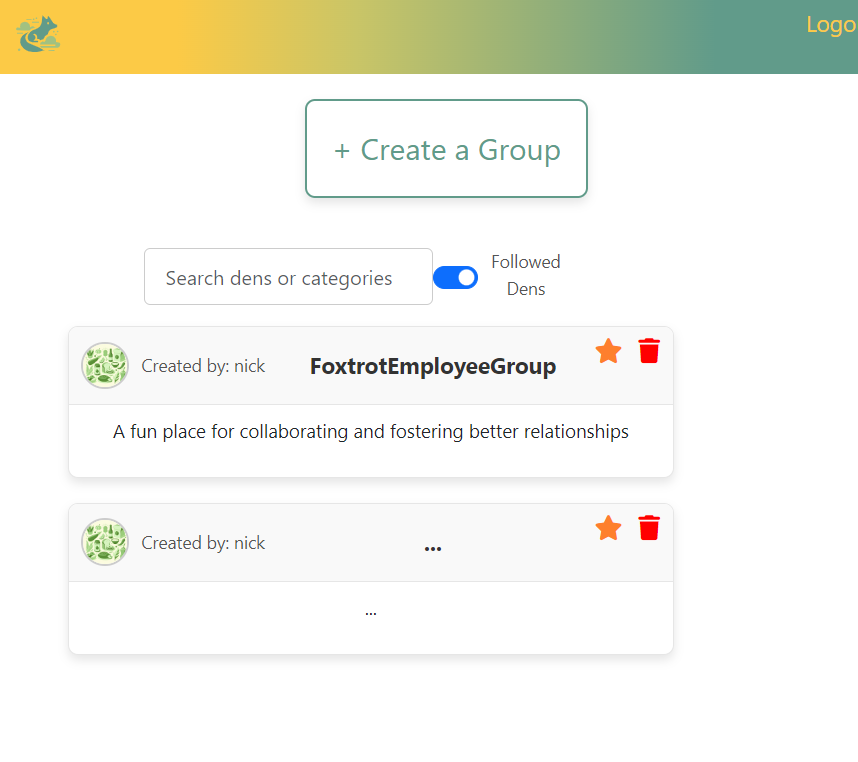 Logo
+ Create a Group
Search dens or categories
Followed
Dens
Created by: nick
FoxtrotEmployeeGroup
A fun place for collaborating and fostering better relationships
Created by: nick
...
...